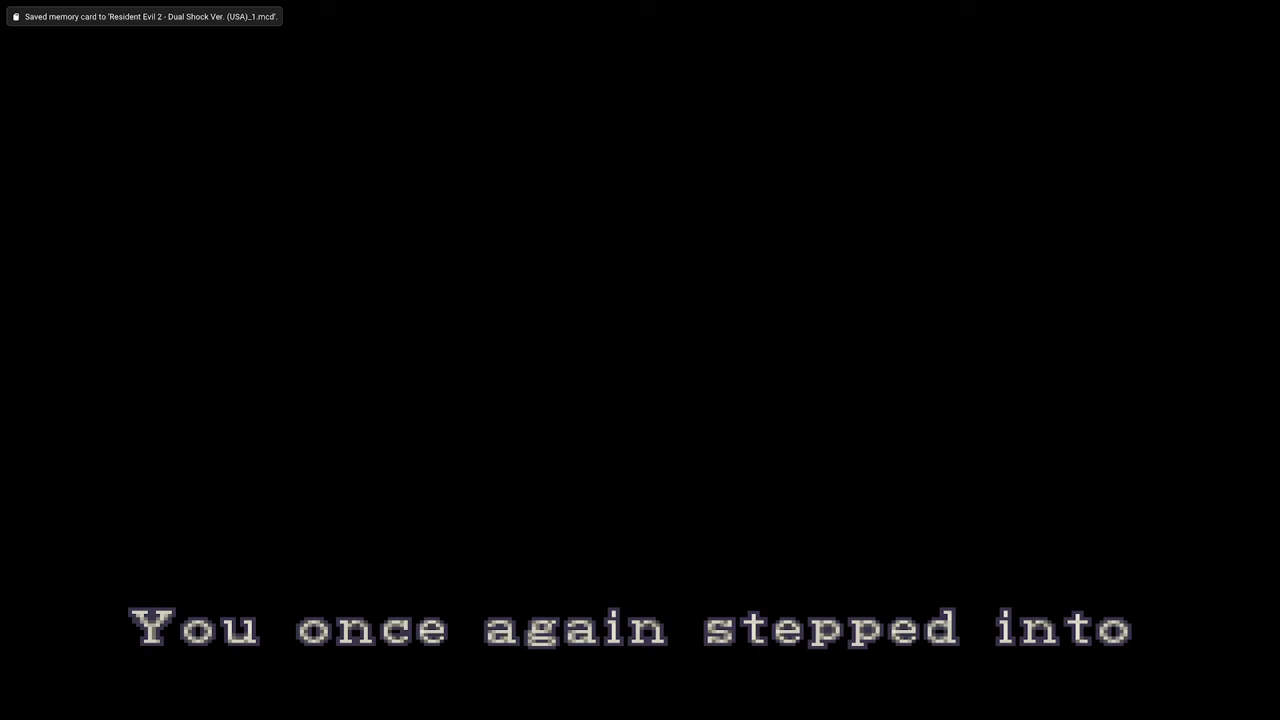 Saved memory card to 'Resident Evil 2 - Dual Shock Ver. (USA)_1.mcd'.
You once again stepped into